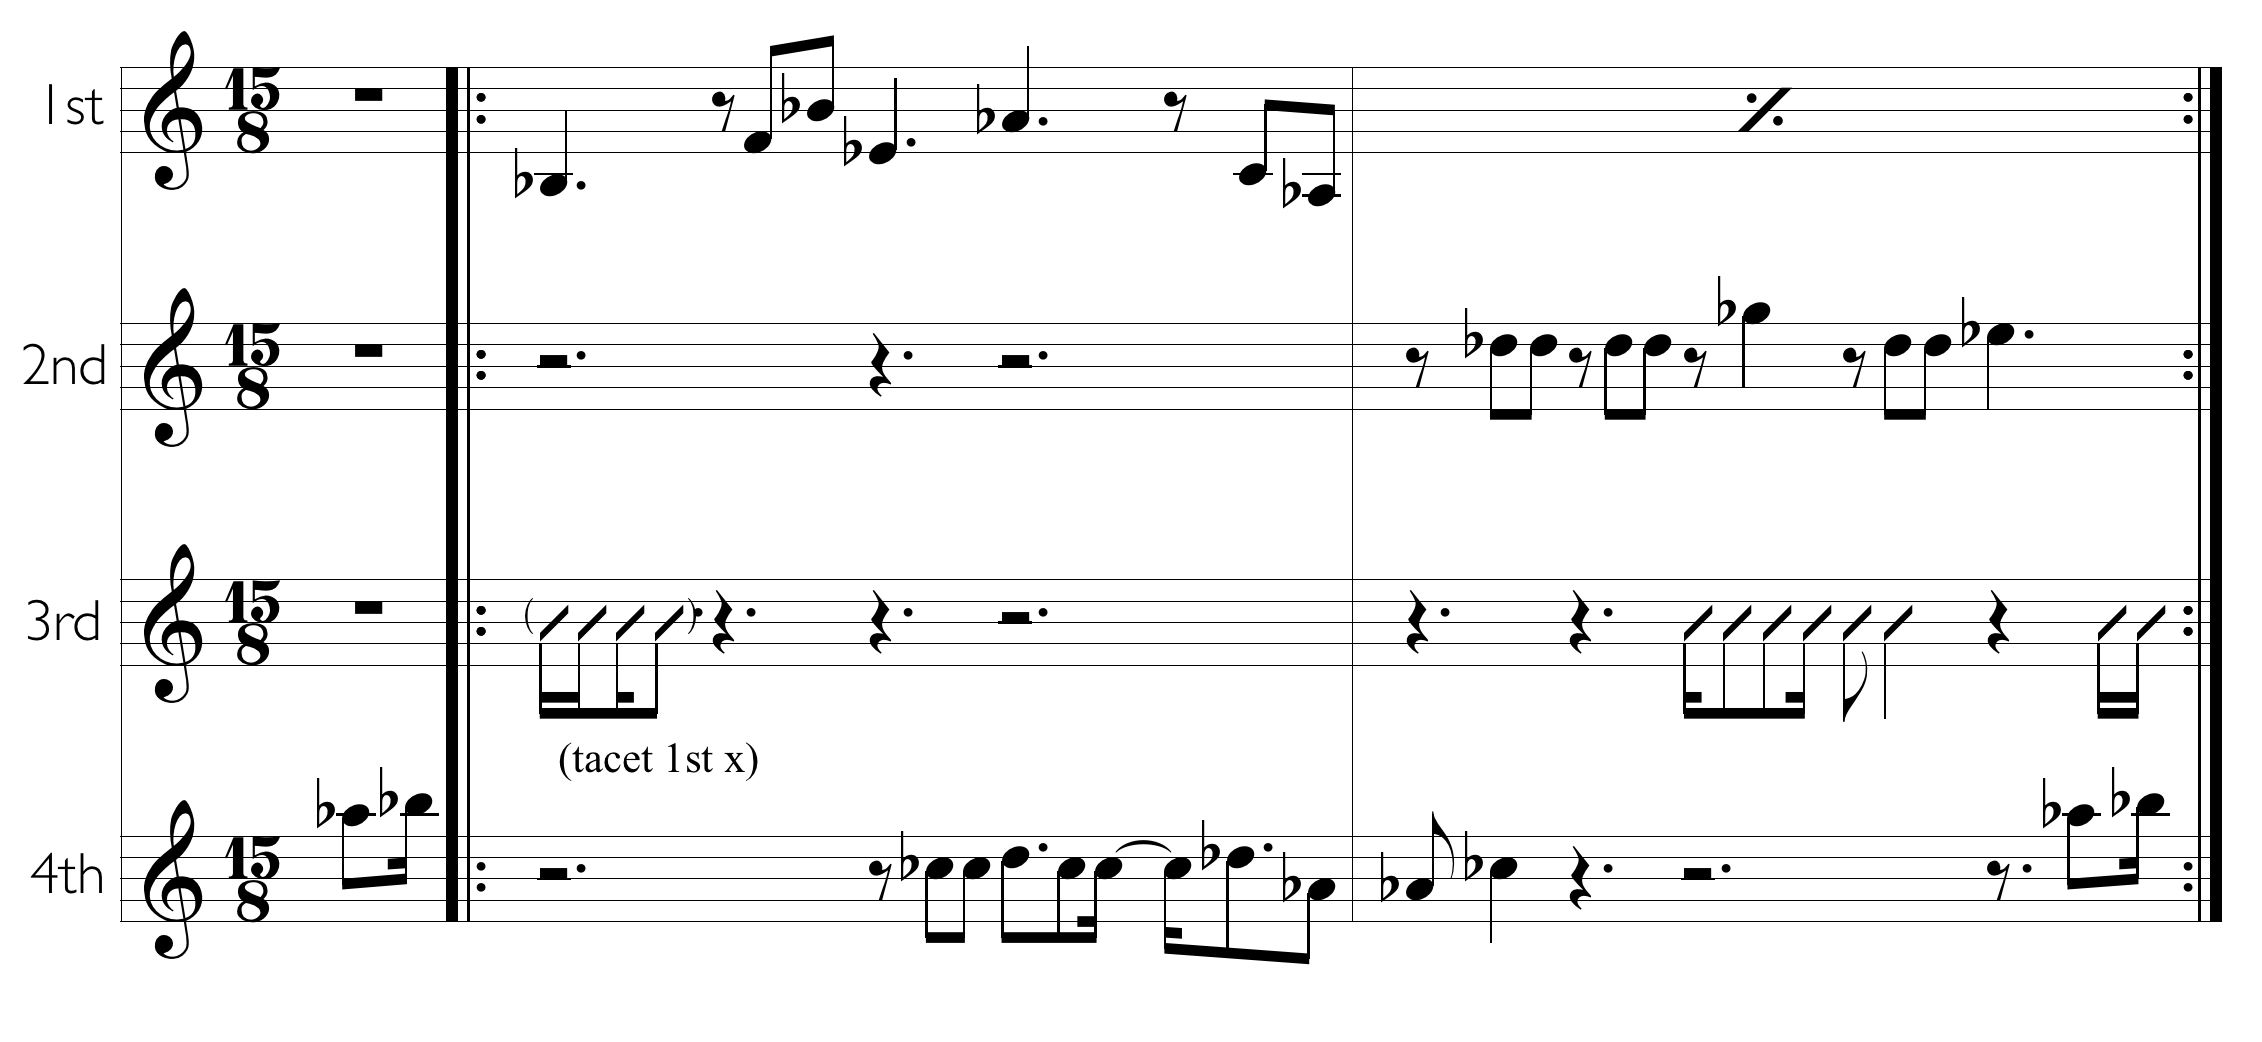 1st 15 8
2nd 15 8
3rd 15 8
(tacet 1st x)
4th 15 8